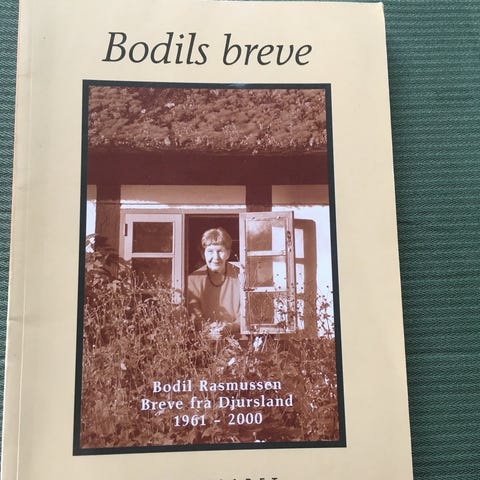 Bodils breve
Bodil Rasmussen
Breve fra Djursland
1961 - 2000